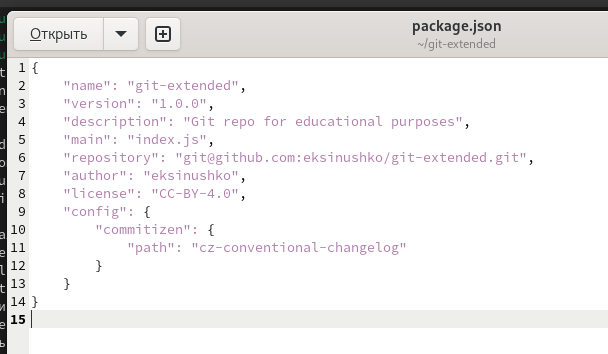 Открыть
package.json
~/git-extended
1 {
2     "name": "git-extended",
3     "version": "1.0.0",
4     "description": "Git repo for educational purposes",
5     "main": "index.js",
6     "repository": "git@github.com:eksinushko/git-extended.git",
7     "author": "eksinushko",
8     "license": "CC-BY-4.0",
9     "config": {
10         "commitizen": {
11             "path": "cz-conventional-changelog"
12         }
13     }
14 }
15